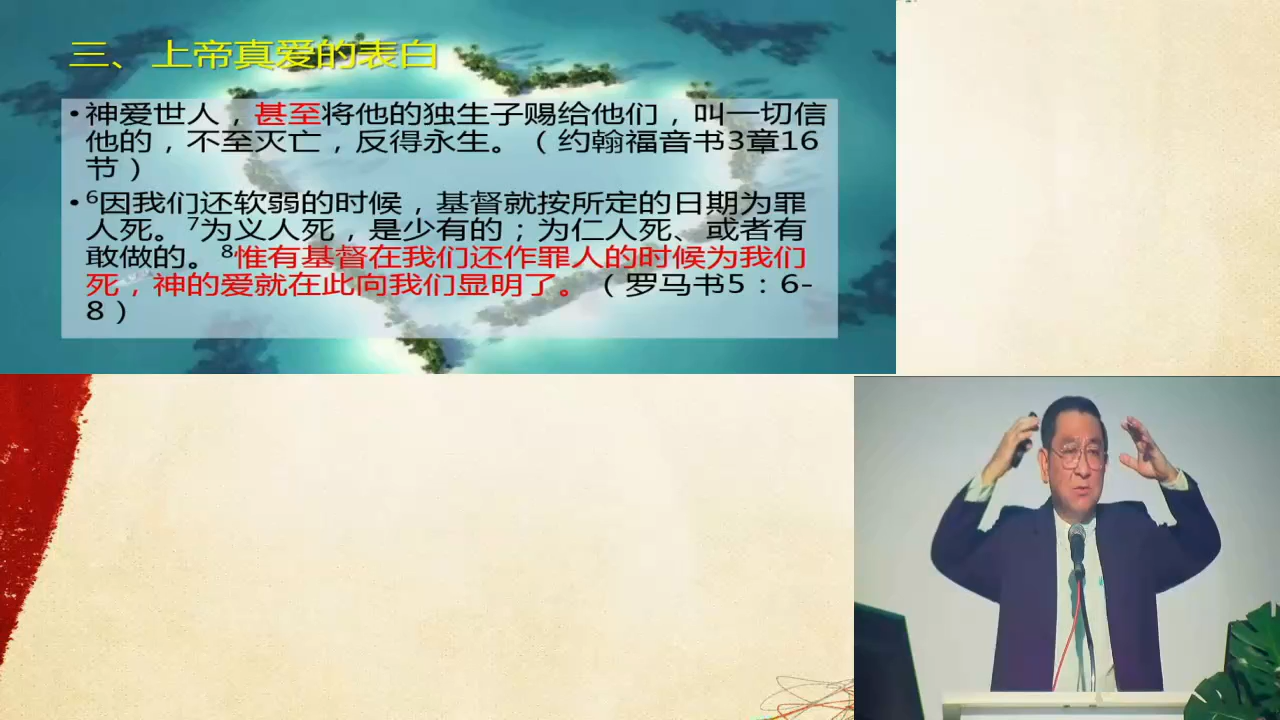 三、上帝真爱的表白
•神爱世人，甚至将他的独生子赐给他们，叫一切信
他的，不至灭亡，反得永生。（约翰福音书3章16
节）
•⁶因我们还软弱的时候，基督就按所定的日期为罪
人死。⁷为义人死，是少有的；为仁人死、或者有
敢做的。⁸惟有基督在我们还作罪人的时候为我们
死，神的爱就在此向我们显明了。（罗马书5：6-
8）